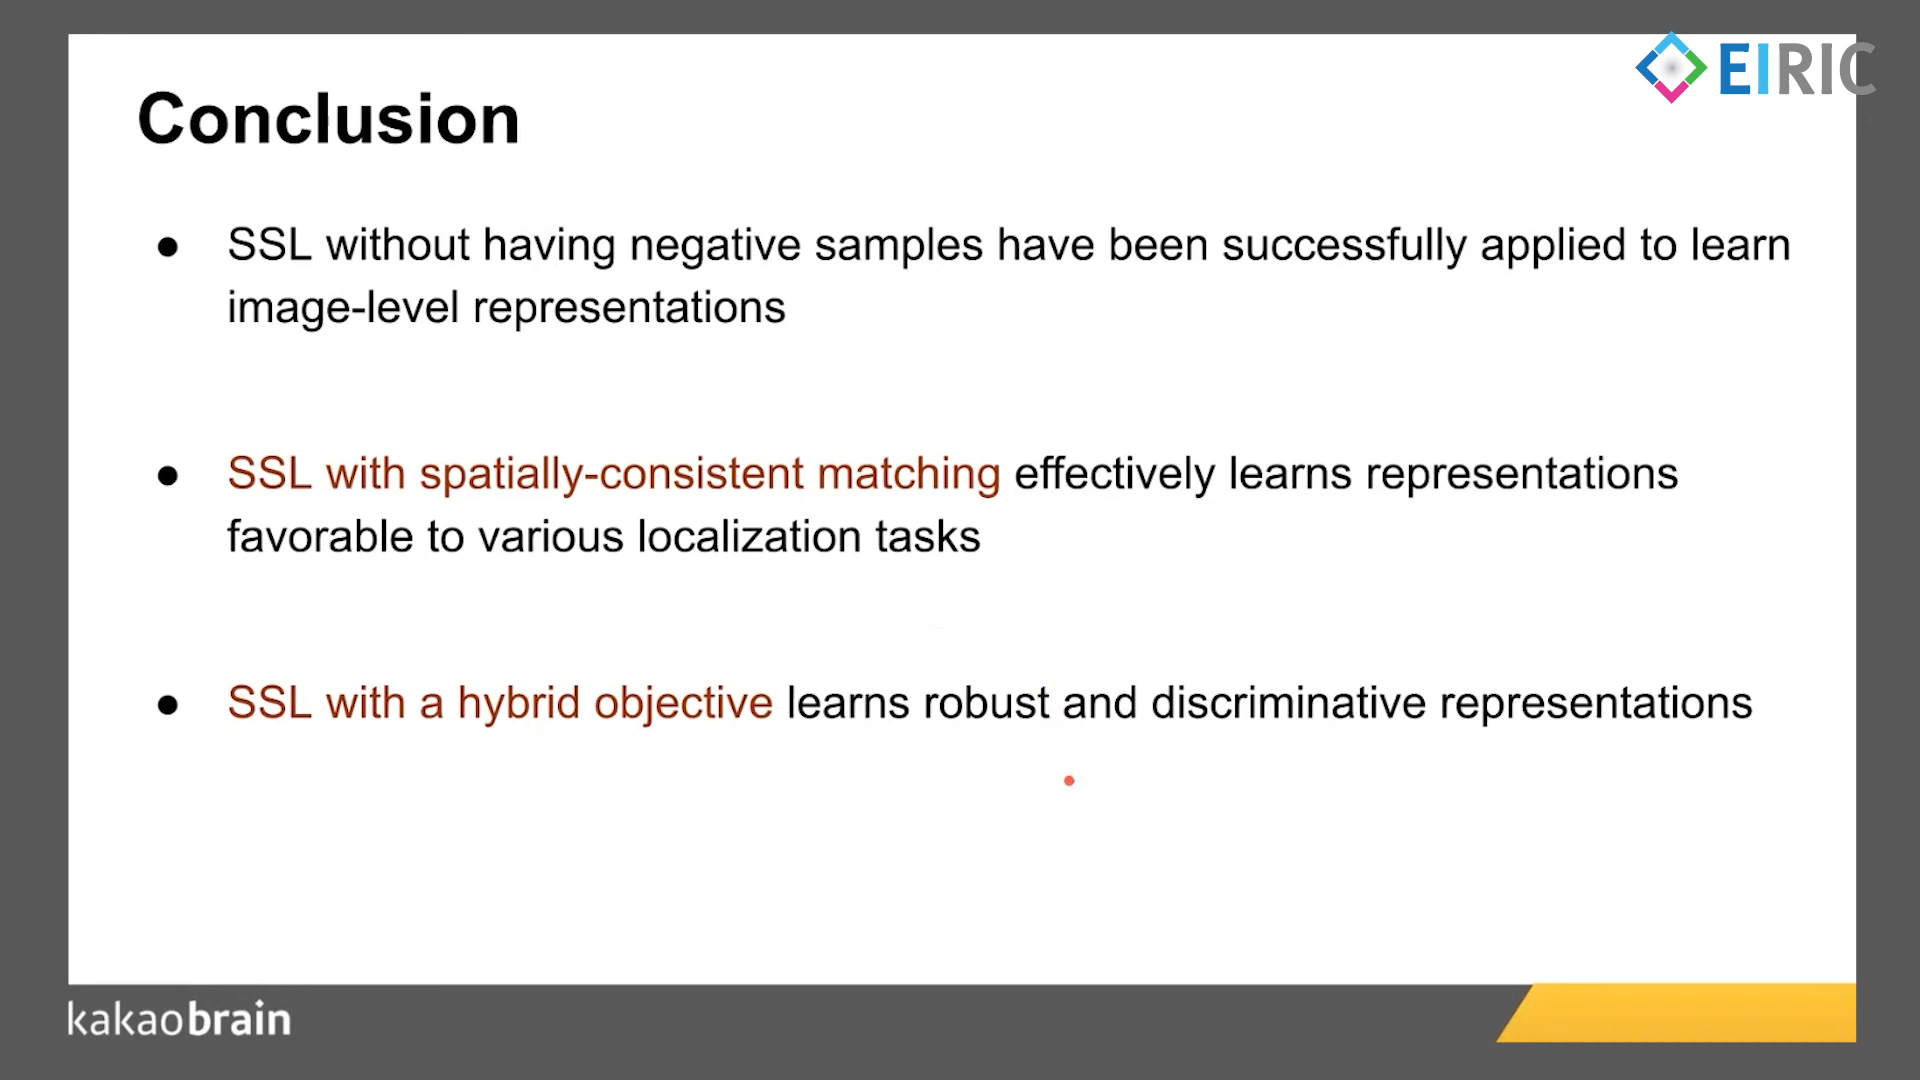 EIRIC
Conclusion
● SSL without having negative samples have been successfully applied to learn
image-level representations
● SSL with spatially-consistent matching effectively learns representations
favorable to various localization tasks
● SSL with a hybrid objective learns robust and discriminative representations
kakaobrain